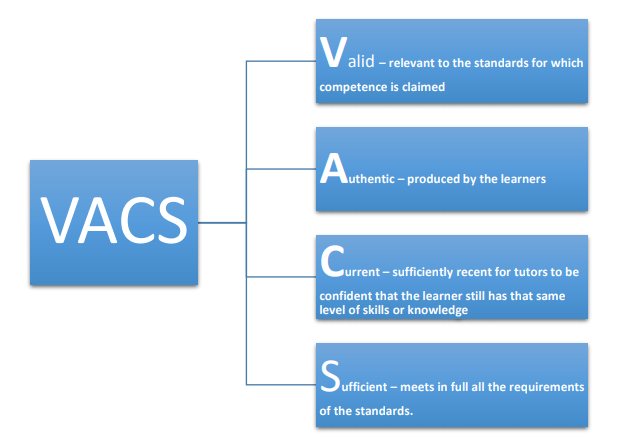 VACS
Valid – relevant to the standards for which
competence is claimed
Authentic – produced by the learners
Current – sufficiently recent for tutors to be
confident that the learner still has that same
level of skills or knowledge
Sufficient – meets in full all the requirements
of the standards.